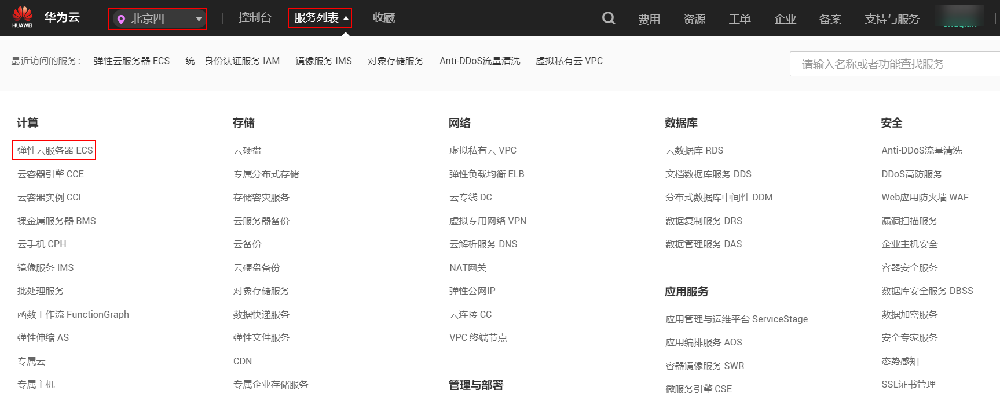 HUAWEI 华为云 北京四 控制台 服务列表 收藏 费用 资源 工单 企业 备案 支持与服务
最近访问的服务： 弹性云服务器 ECS 统一身份认证服务 IAM 镜像服务 IMS 对象存储服务 Anti-DDoS流量清洗 虚拟私有云 VPC 请输入名称或者功能查找服务
计算
弹性云服务器 ECS
云容器引擎 CCE
云容器实例 CCI
裸金属服务器 BMS
云手机 CPH
镜像服务 IMS
批处理服务
函数工作流 FunctionGraph
弹性伸缩 AS
专属云
专属主机
存储
云硬盘
专属分布式存储
存储容灾服务
云服务器备份
云备份
云硬盘备份
对象存储服务
数据快递服务
弹性文件服务
CDN
专属企业存储服务
网络
虚拟私有云 VPC
弹性负载均衡 ELB
云专线 DC
虚拟专用网络 VPN
云解析服务 DNS
NAT网关
弹性公网IP
云连接 CC
VPC 终端节点
管理与部署
数据库
云数据库 RDS
文档数据库服务 DDS
分布式数据库中间件 DDM
数据复制服务 DRS
数据管理服务 DAS
应用服务
应用管理与运维平台 ServiceStage
应用编排服务 AOS
容器镜像服务 SWR
微服务引擎 CSE
安全
Anti-DDoS流量清洗
DDoS高防服务
Web应用防火墙 WAF
漏洞扫描服务
企业主机安全
容器安全服务
数据库安全服务 DBSS
数据加密服务
安全专家服务
态势感知
SSL证书管理